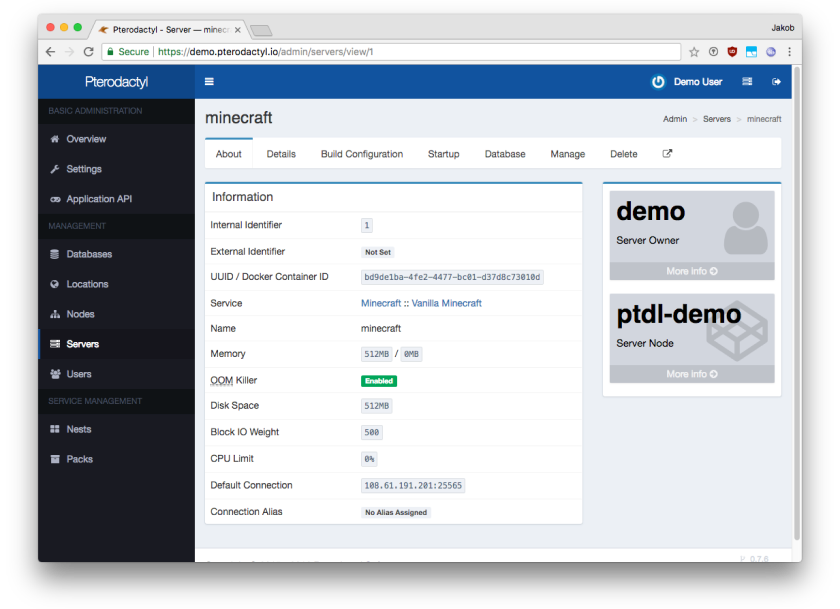 Pterodactyl - Server — minec
Jakob
Secure | https://demo.pterodactyl.io/admin/servers/view/1
Pterodactyl
Demo User
BASIC ADMINISTRATION
Overview
Settings
Application API
MANAGEMENT
Databases
Locations
Nodes
Servers
Users
SERVICE MANAGEMENT
Nests
Packs
minecraft
Admin > Servers > minecraft
About Details Build Configuration Startup Database Manage Delete
Information
Internal Identifier 1
External Identifier Not Set
UUID / Docker Container ID bd9de1ba-4fe2-4477-bc01-d37d8c73010d
Service Minecraft :: Vanilla Minecraft
Name minecraft
Memory 512MB / 0MB
OOM Killer Enabled
Disk Space 512MB
Block IO Weight 500
CPU Limit 0%
Default Connection 108.61.191.201:25565
Connection Alias No Alias Assigned
demo
Server Owner
More info
ptdl-demo
Server Node
More info
0.7.6